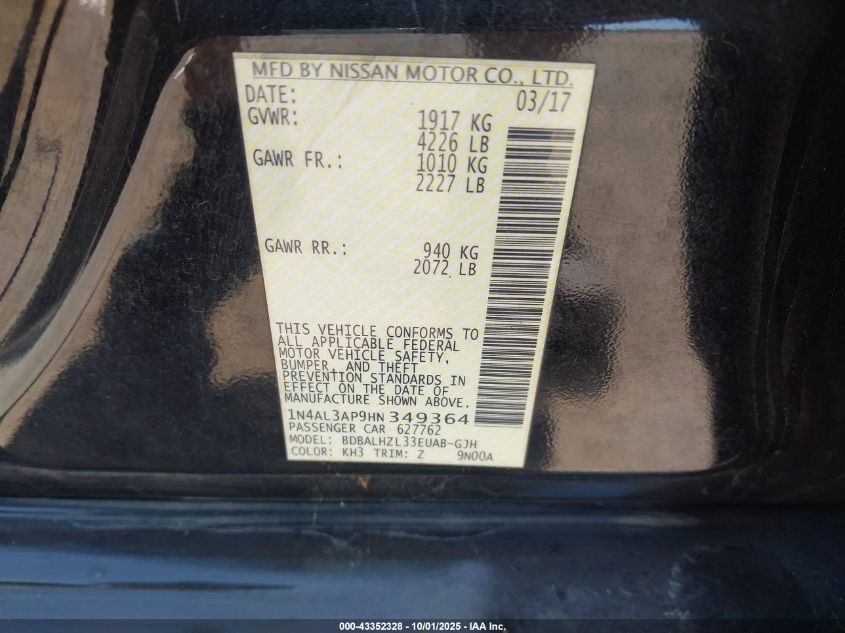 MFD BY NISSAN MOTOR CO., LTD.
DATE: 03/17
GVWR: 1917 KG
4226 LB
GAWR FR.: 1010 KG
2227 LB
GAWR RR.: 940 KG
2072 LB
THIS VEHICLE CONFORMS TO
ALL APPLICABLE FEDERAL
MOTOR VEHICLE SAFETY,
BUMPER, AND THEFT
PREVENTION STANDARDS IN
EFFECT ON THE DATE OF
MANUFACTURE SHOWN ABOVE.
1N4AL3AP9HN 349364
PASSENGER CAR 627762
MODEL: BDBALHZL33EUAB-GJH
COLOR: KH3 TRIM: Z 9N00A
000-43352328 - 10/01/2025 - IAA Inc.